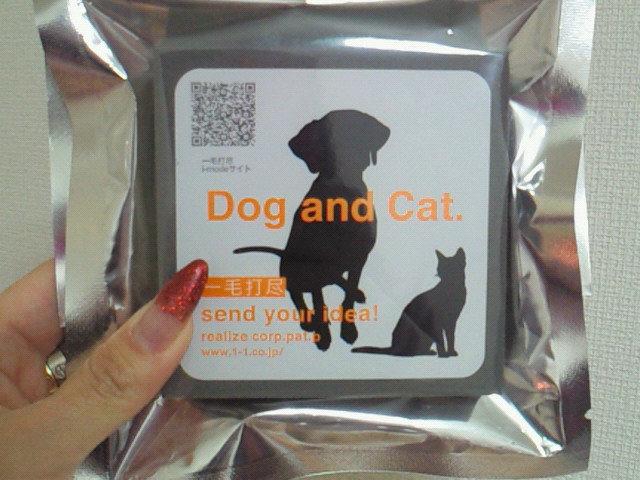 一毛打尽
i-modeサイト
Dog and Cat.
一毛打尽
send your idea!
realize corp.pat.p
www.1-1.co.jp/